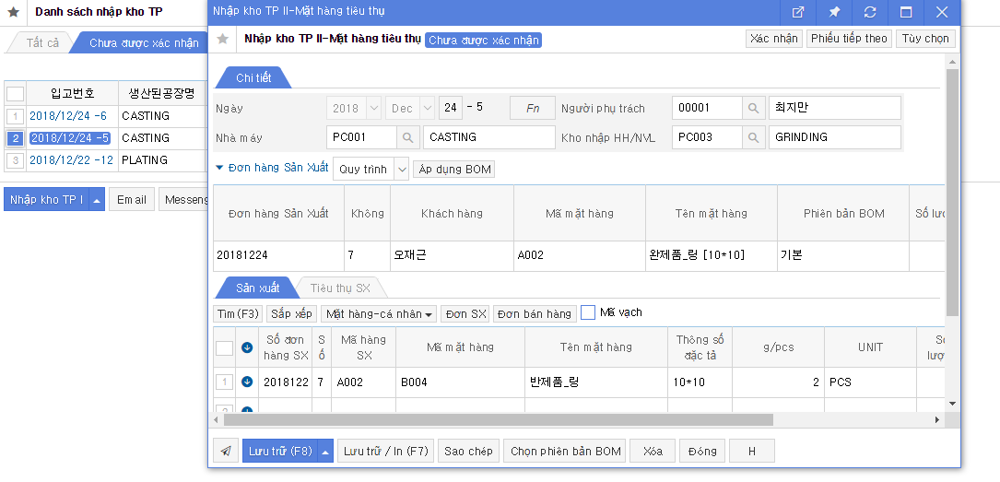 Danh sách nhập kho TP
Tất cả
Chưa được xác nhận
입고번호 생산된공장명
1 2018/12/24 -6 CASTING
2 2018/12/24 -5 CASTING
3 2018/12/22 -12 PLATING
Nhập kho TP I Email Messeng
Nhập kho TP II-Mặt hàng tiêu thụ
Nhập kho TP II-Mặt hàng tiêu thụ Chưa được xác nhận
Xác nhận Phiếu tiếp theo Tùy chọn
Chi tiết
Ngày 2018 Dec 24 - 5 Fn Người phụ trách 00001 최지만
Nhà máy PC001 CASTING Kho nhập HH/NVL PC003 GRINDING
Đơn hàng Sản Xuất Quy trình Áp dụng BOM
Đơn hàng Sản Xuất Không Khách hàng Mã mặt hàng Tên mặt hàng Phiên bản BOM Số lư
20181224 7 오재근 A002 완제품_링 [10*10] 기본
Sản xuất Tiêu thụ SX
Tìm(F3) Sắp xếp Mặt hàng-cá nhân Đơn SX Đơn bán hàng Mã vạch
Số đơn hàng SX Số Mã hàng SX Mã mặt hàng Tên mặt hàng Thông số đặc tả g/pcs UNIT
1 2018122 7 A002 B004 반제품_링 10*10 2 PCS
Lưu trữ (F8) Lưu trữ / In (F7) Sao chép Chọn phiên bản BOM Xóa Đóng H